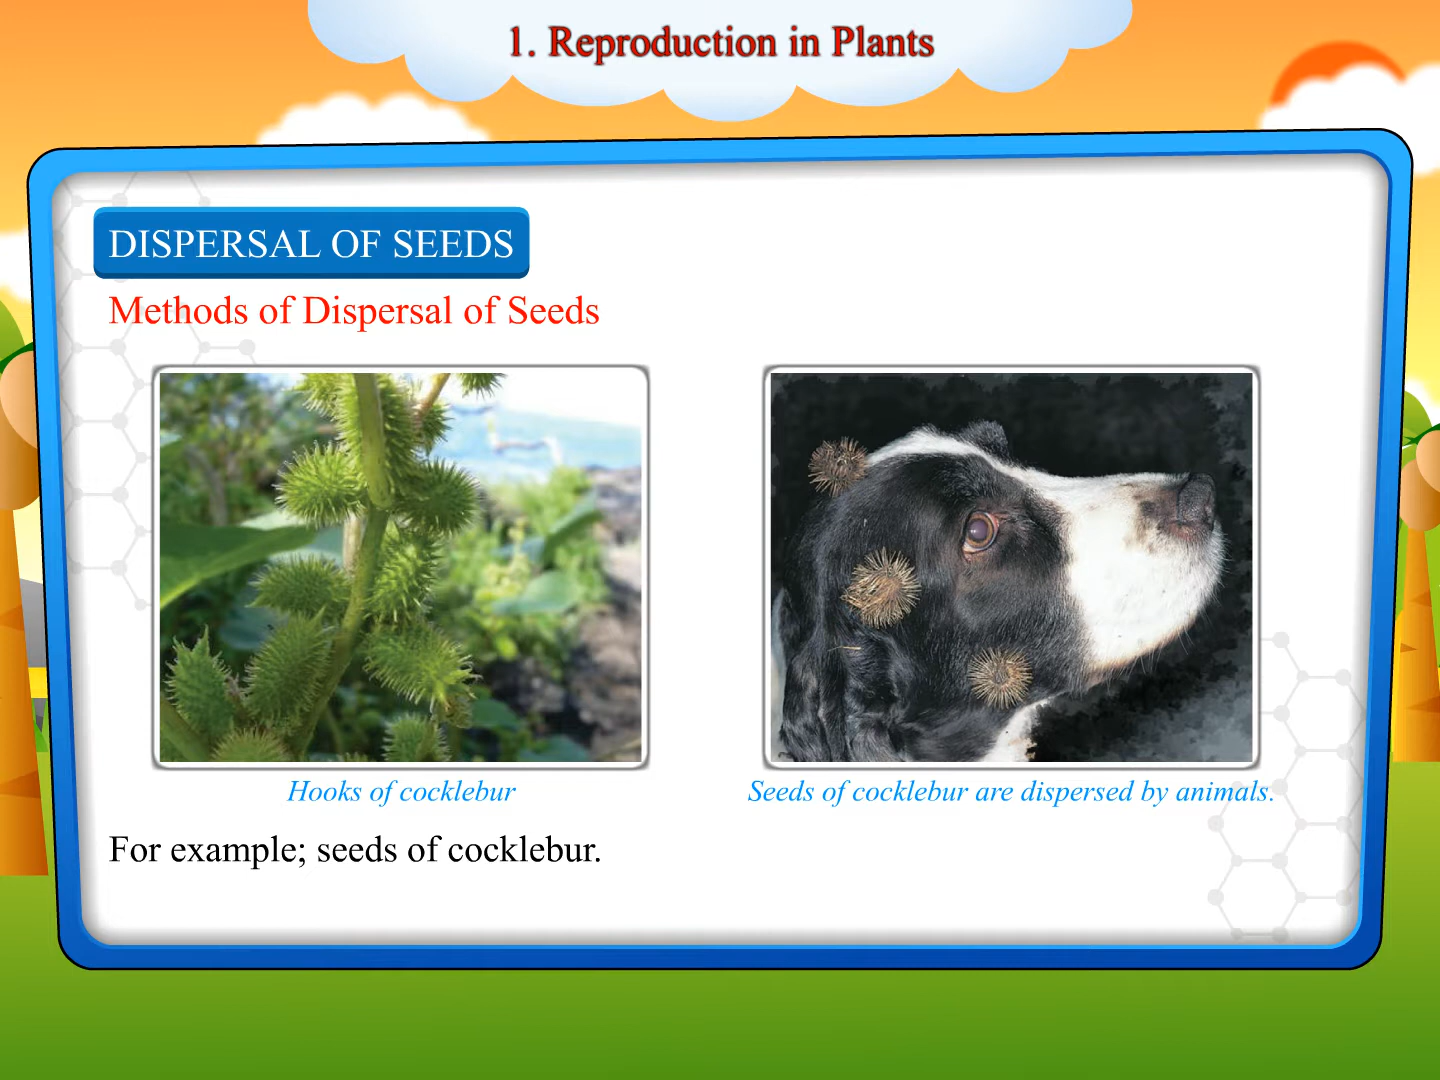 1. Reproduction in Plants
DISPERSAL OF SEEDS
Methods of Dispersal of Seeds
Hooks of cocklebur
Seeds of cocklebur are dispersed by animals.
For example; seeds of cocklebur.